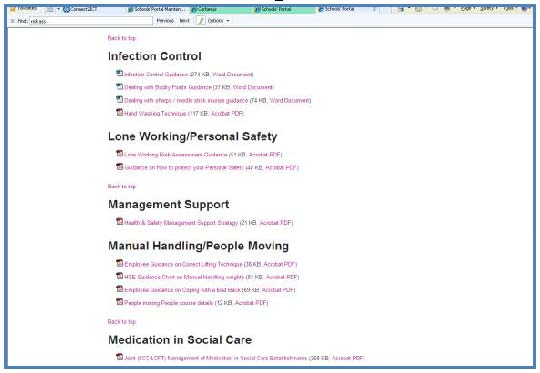 Favorites Connect2ICT Schools' Portal Mainten... Cerberus Schools' Portal Schools' Portal Page Safety Tools
Find: riskass Previous Next Options
Back to top
Infection Control
Infection Control Guidance (274 KB, Word Document)
Dealing with Bodily Fluids Guidance (37 KB, Word Document)
Dealing with sharps / needle stick injuries guidance (74 KB, Word Document)
Hand Washing Technique (117 KB, Acrobat PDF)
Lone Working/Personal Safety
Lone Working Risk Assessment Guidance (KB, Acrobat PDF)
Guidance on How to protect your Personal Safety (KB, Acrobat PDF)
Back to top
Management Support
Health & Safety Management Support Strategy (21 KB, Acrobat PDF)
Manual Handling/People Moving
Employee Guidance on Correct Lifting Technique (36 KB, Acrobat PDF)
HSE Guidance Chart on Manual Handling weights (81 KB, Acrobat PDF)
Employee Guidance on Coping with a Bad Back (69 KB, Acrobat PDF)
People moving People course details (12 KB, Acrobat PDF)
Back to top
Medication in Social Care
Joint Management of Medication in Social Care Establishments (368 KB, Acrobat PDF)